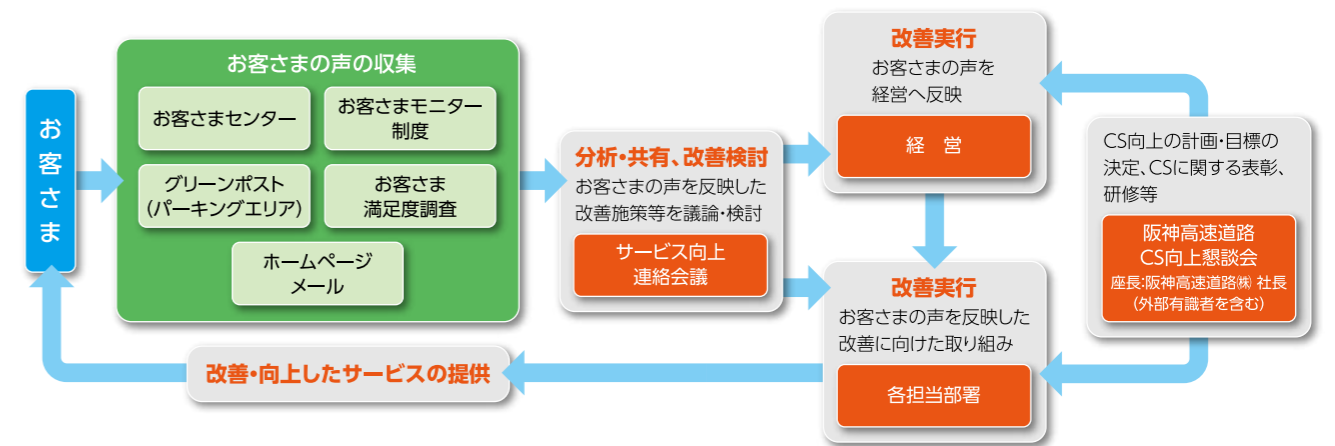 お客さま
お客さまの声の収集
お客さまセンター
お客さまモニター
制度
グリーンポスト
(パーキングエリア)
お客さま
満足度調査
ホームページ
メール
分析・共有、改善検討
お客さまの声を反映した
改善施策等を議論・検討
サービス向上
連絡会議
改善実行
お客さまの声を
経営へ反映
経　営
改善実行
お客さまの声を反映した
改善に向けた取り組み
各担当部署
CS向上の計画・目標の
決定、CSに関する表彰、
研修等
阪神高速道路
CS向上懇談会
座長:阪神高速道路㈱ 社長
(外部有識者を含む)
改善・向上したサービスの提供